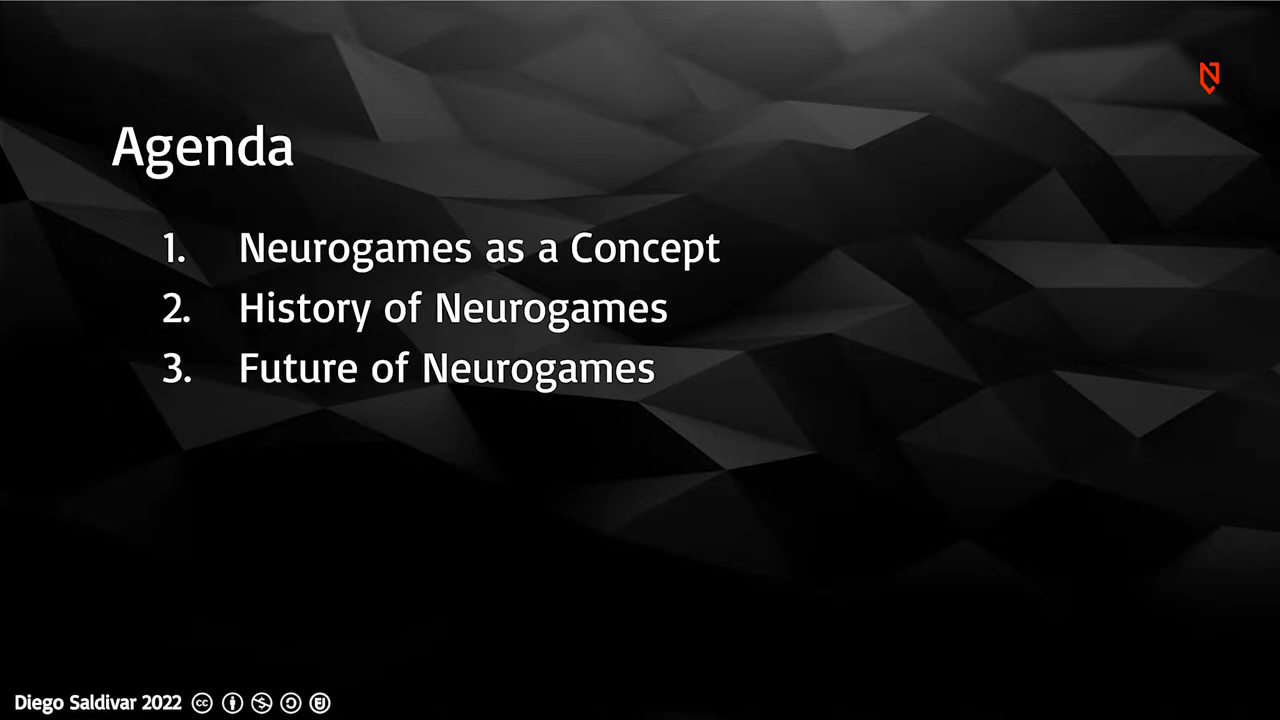 Agenda
1. Neurogames as a Concept
2. History of Neurogames
3. Future of Neurogames
Diego Saldivar 2022